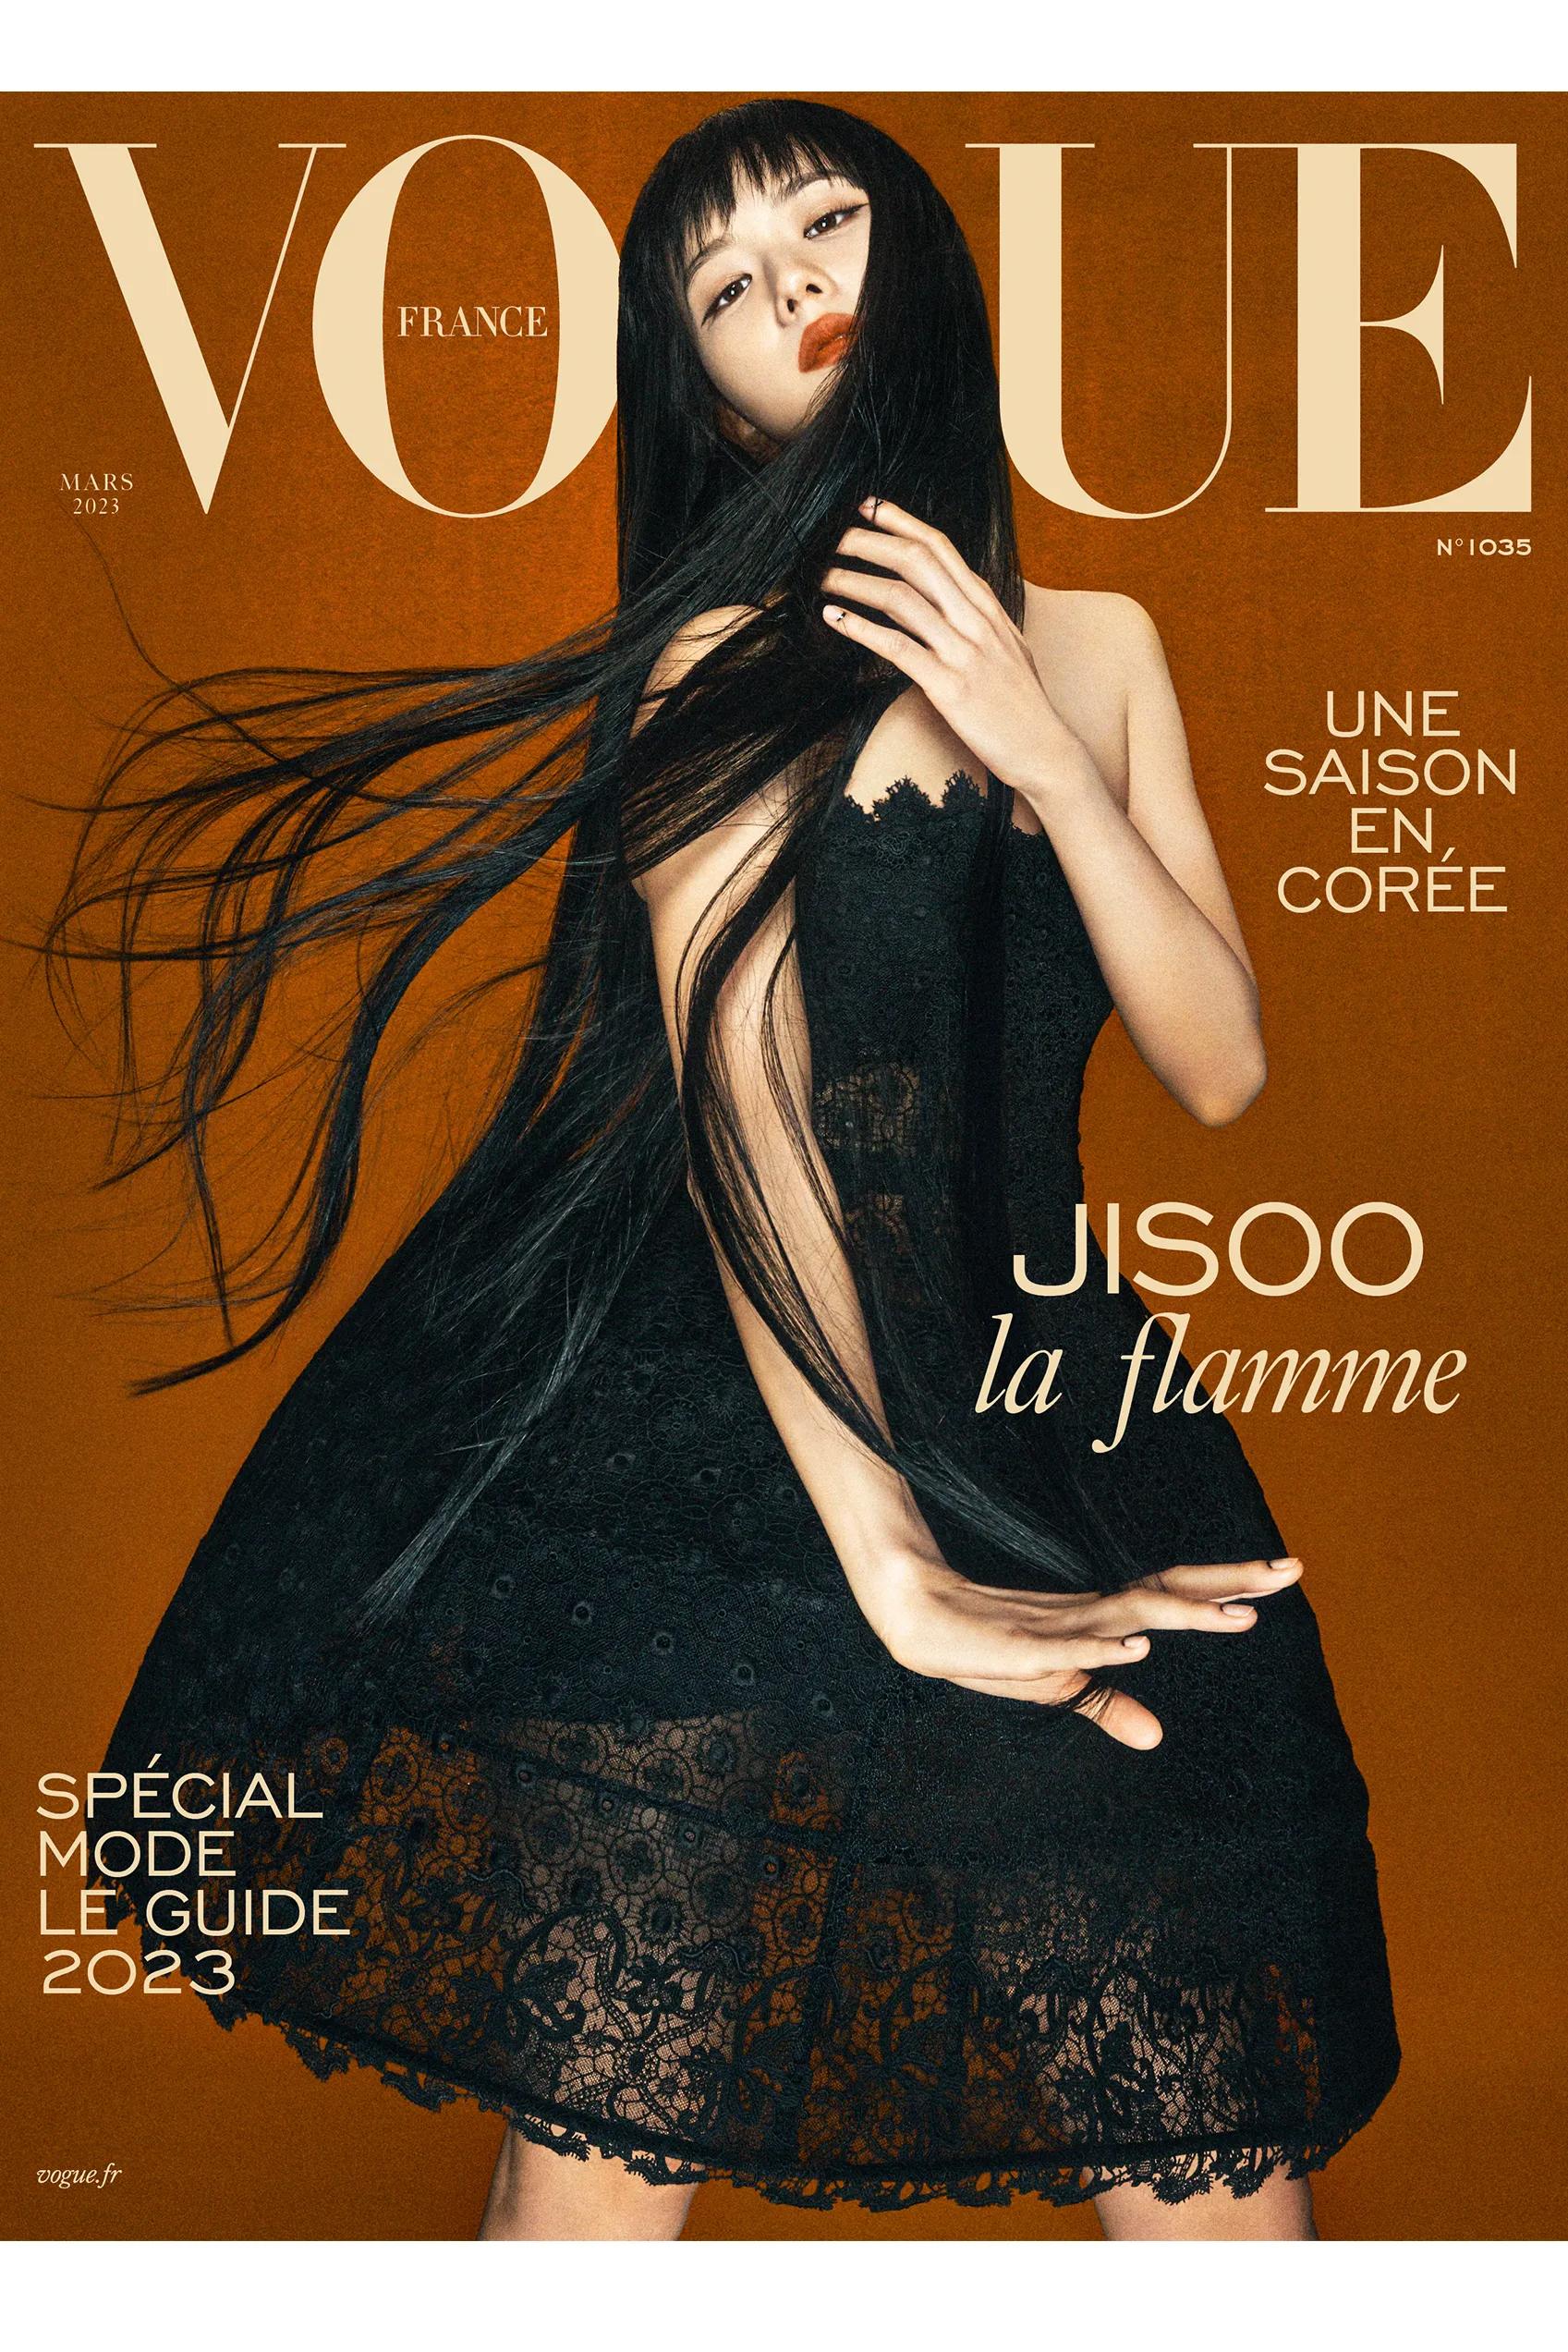 VOGUE
FRANCE
MARS
2023
N°1035
UNE
SAISON
EN
CORÉE
JISOO
la flamme
SPÉCIAL
MODE
LE GUIDE
2023
vogue.fr